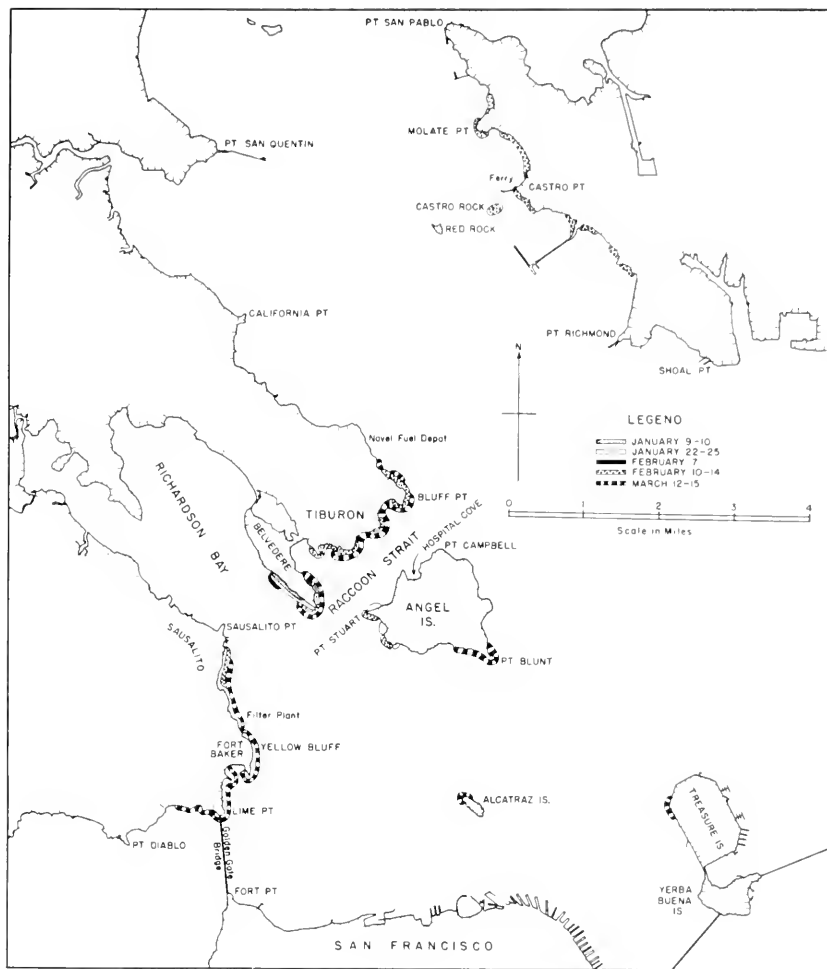 PT SAN PABLO
MOLATE PT
PT SAN QUENTIN
Ferry
CASTRO PT
CASTRO ROCK
RED ROCK
CALIFORNIA PT
PT RICHMOND
SHOAL PT
N
LEGEND
JANUARY 9-10
JANUARY 22-25
FEBRUARY 7
FEBRUARY 10-14
MARCH 12-15
0 1 2 3 4
Scale in Miles
Navel Fuel Depot
BLUFF PT
TIBURON
RICHARDSON BAY
BELVEDERE
RACCOON STRAIT
HOSPITAL COVE
PT CAMPBELL
ANGEL
IS.
PT STUART
PT BLUNT
SAUSALITO PT
SAUSALITO
Filter Plant
FORT
BAKER
YELLOW BLUFF
LIME PT
PT DIABLO
Golden Gate
Bridge
FORT PT
ALCATRAZ IS.
TREASURE IS
YERBA
BUENA
IS
SAN FRANCISCO